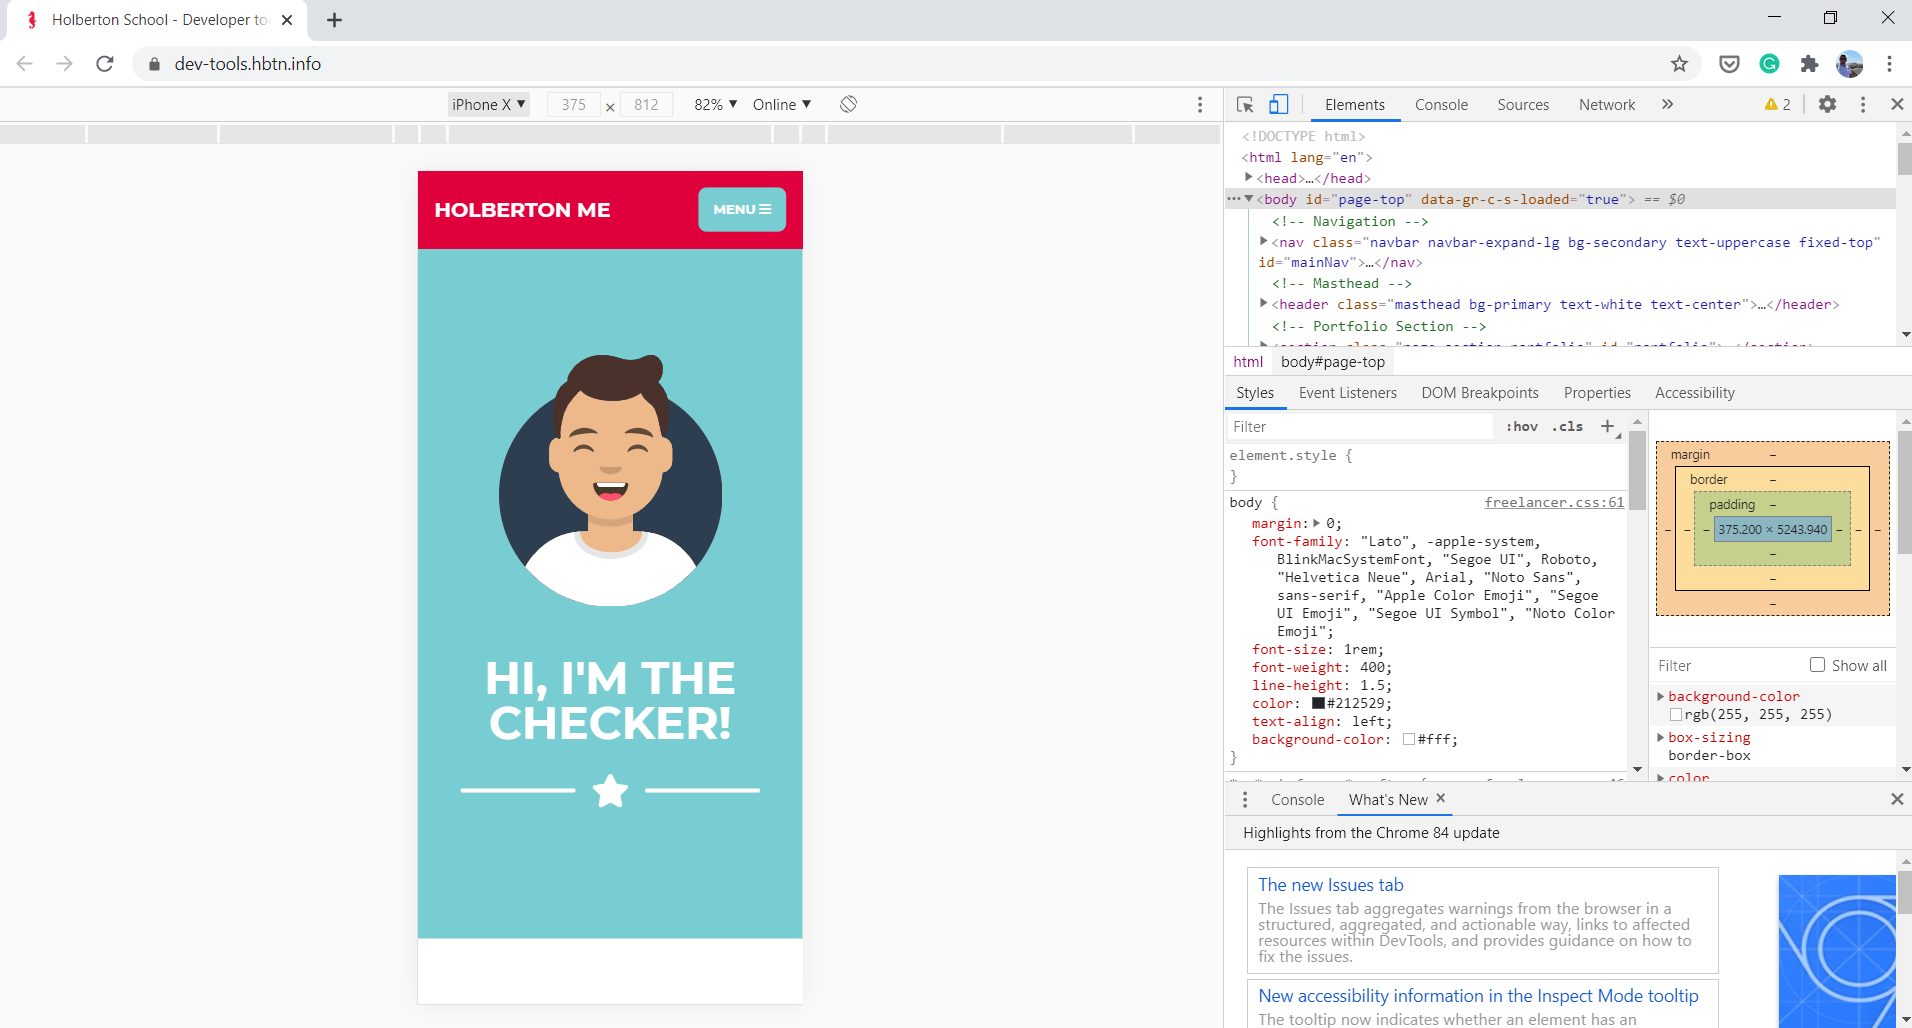 Holberton School - Developer to
dev-tools.hbtn.info
iPhone X ▼ 375 × 812 82% ▼ Online ▼
Elements Console Sources Network » 2
HOLBERTON ME
MENU
HI, I'M THE
CHECKER!
<!DOCTYPE html>
<html lang="en">
<head>…</head>
<body id="page-top" data-gr-c-s-loaded="true"> == $0
<!-- Navigation -->
<nav class="navbar navbar-expand-lg bg-secondary text-uppercase fixed-top"
id="mainNav">…</nav>
<!-- Masthead -->
<header class="masthead bg-primary text-white text-center">…</header>
<!-- Portfolio Section -->
<section class="page-section portfolio" id="portfolio">…</section>
html body#page-top
Styles Event Listeners DOM Breakpoints Properties Accessibility
Filter :hov .cls +
element.style {
}
body { freelancer.css:61
margin: 0;
font-family: "Lato", -apple-system,
BlinkMacSystemFont, "Segoe UI", Roboto,
"Helvetica Neue", Arial, "Noto Sans",
sans-serif, "Apple Color Emoji", "Segoe
UI Emoji", "Segoe UI Symbol", "Noto Color
Emoji";
font-size: 1rem;
font-weight: 400;
line-height: 1.5;
color: #212529;
text-align: left;
background-color: #fff;
}
margin –
border –
padding –
– – – 375.200 × 5243.940 – – –
–
–
–
Filter Show all
background-color
rgb(255, 255, 255)
box-sizing
border-box
color
Console What's New ×
Highlights from the Chrome 84 update
The new Issues tab
The Issues tab aggregates warnings from the browser in a
structured, aggregated, and actionable way, links to affected
resources within DevTools, and provides guidance on how to
fix the issues.
New accessibility information in the Inspect Mode tooltip
The tooltip now indicates whether an element has an